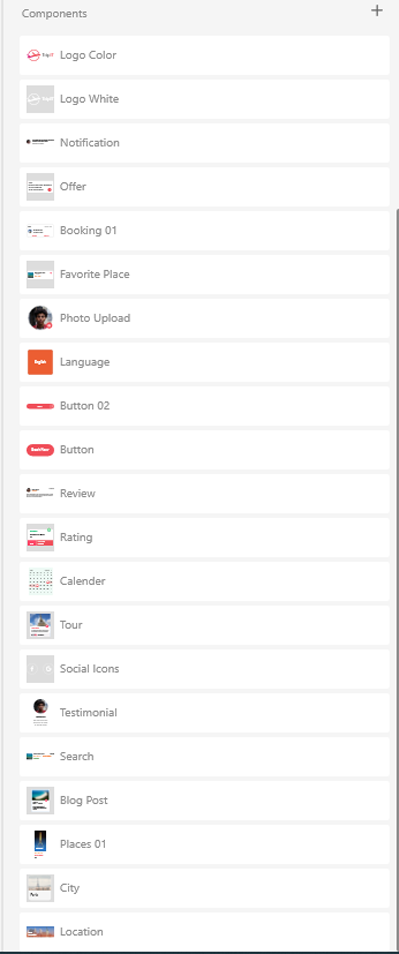 Components
Logo Color
Logo White
Notification
Offer
Booking 01
Favorite Place
Photo Upload
Language
Button 02
Button
Review
Rating
Calender
Tour
Social Icons
Testimonial
Search
Blog Post
Places 01
City
Location